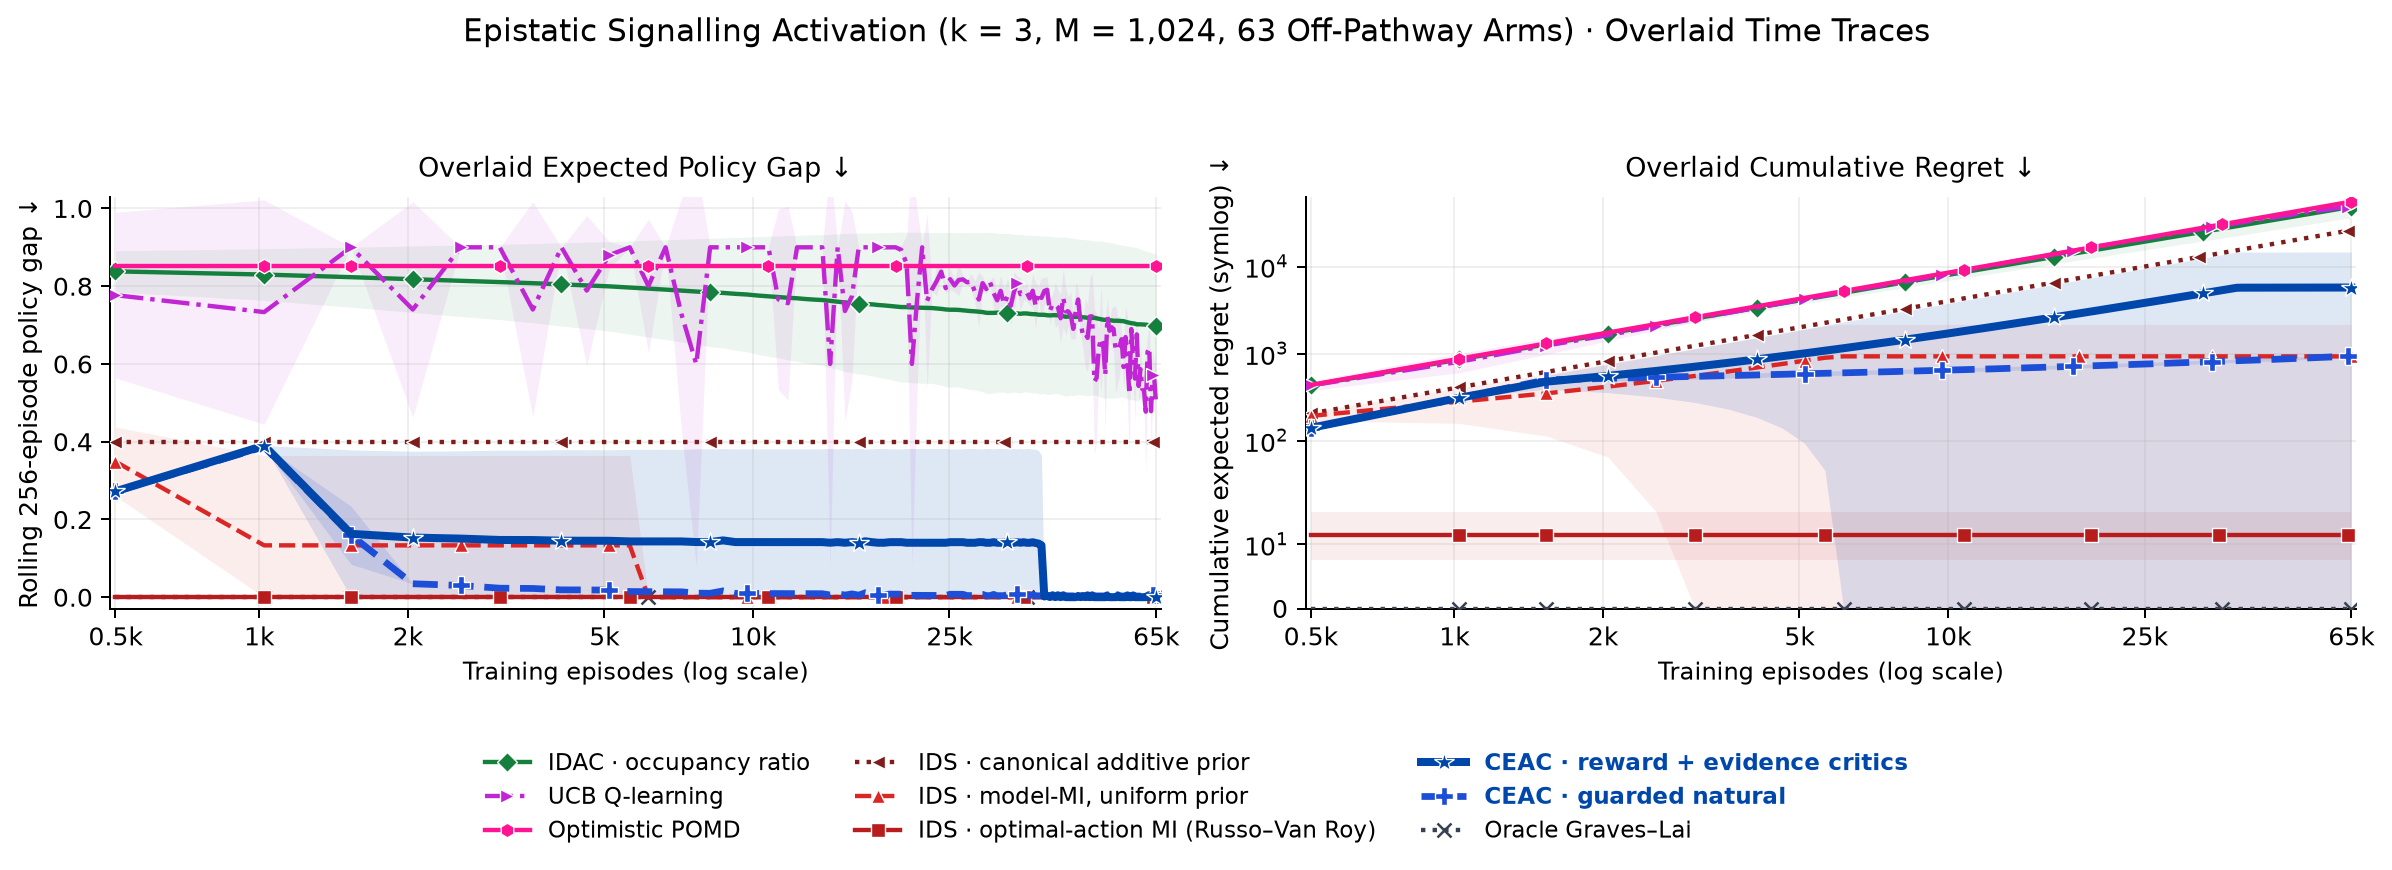 Epistatic Signalling Activation (k = 3, M = 1,024, 63 Off-Pathway Arms) · Overlaid Time Traces
Overlaid Expected Policy Gap ↓
Rolling 256-episode policy gap →
1.0
0.8
0.6
0.4
0.2
0.0
0.5k 1k 2k 5k 10k 25k 65k
Training episodes (log scale)
Overlaid Cumulative Regret ↓
Cumulative expected regret (symlog) →
10⁴
10³
10²
10¹
0
0.5k 1k 2k 5k 10k 25k 65k
Training episodes (log scale)
IDAC · occupancy ratio
UCB Q-learning
Optimistic POMD
IDS · canonical additive prior
IDS · model-MI, uniform prior
IDS · optimal-action MI (Russo–Van Roy)
CEAC · reward + evidence critics
CEAC · guarded natural
Oracle Graves–Lai